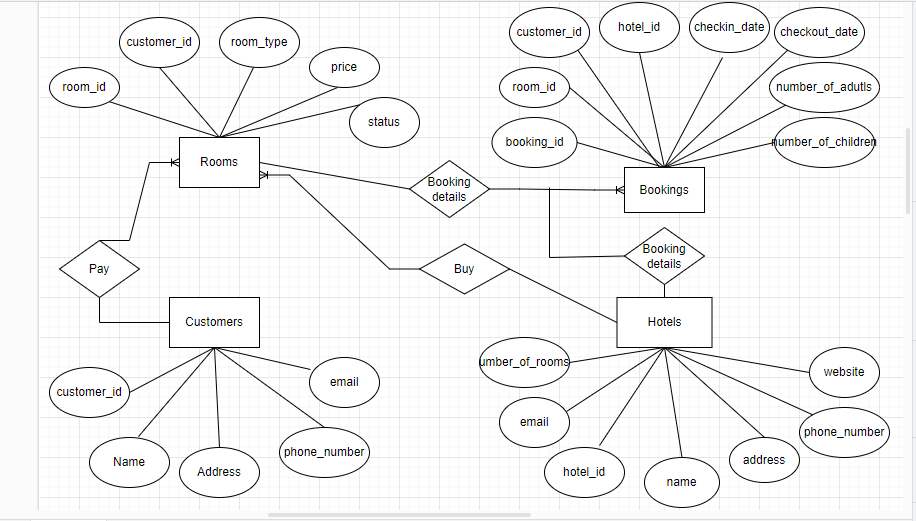 customer_id
room_type
price
room_id
status
Rooms
customer_id
hotel_id
checkin_date
checkout_date
room_id
number_of_adutls
booking_id
number_of_children
Bookings
Booking
details
Booking
details
Pay
Buy
Customers
Hotels
customer_id
Name
Address
phone_number
email
umber_of_rooms
email
hotel_id
name
address
phone_number
website